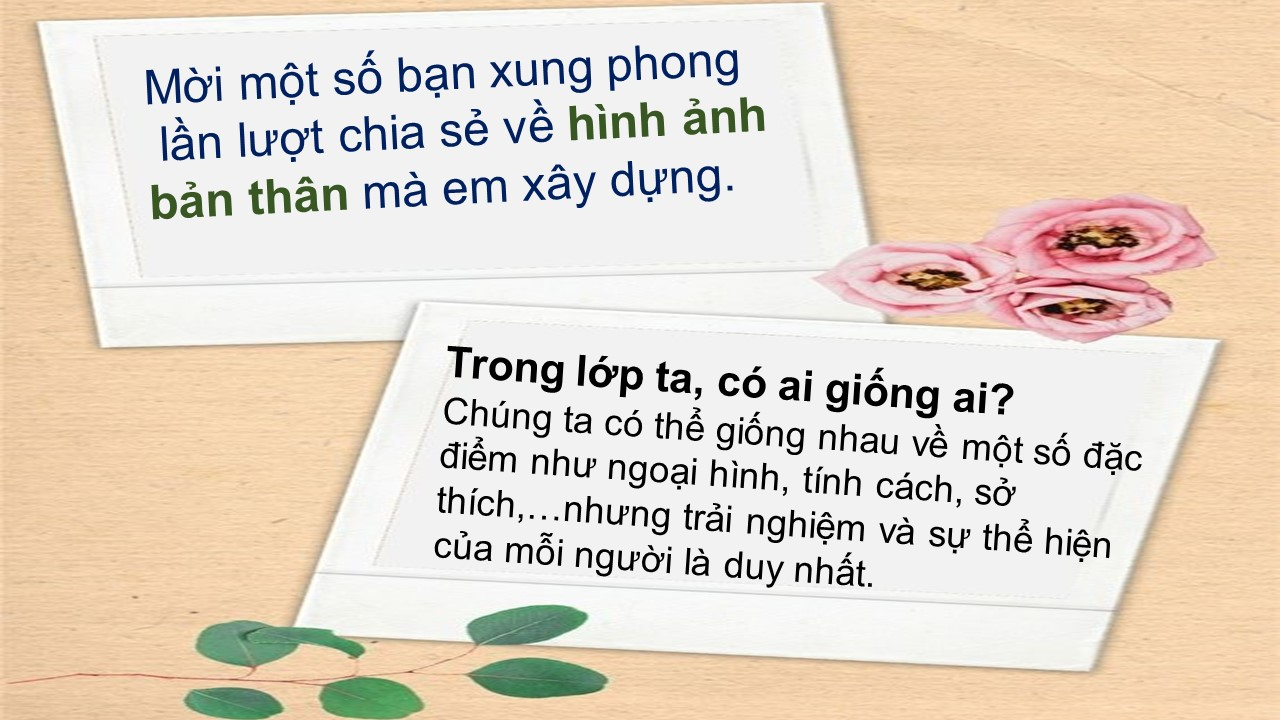 Mời một số bạn xung phong
lần lượt chia sẻ về hình ảnh
bản thân mà em xây dựng.
Trong lớp ta, có ai giống ai?
Chúng ta có thể giống nhau về một số đặc
điểm như ngoại hình, tính cách, sở
thích,…nhưng trải nghiệm và sự thể hiện
của mỗi người là duy nhất.